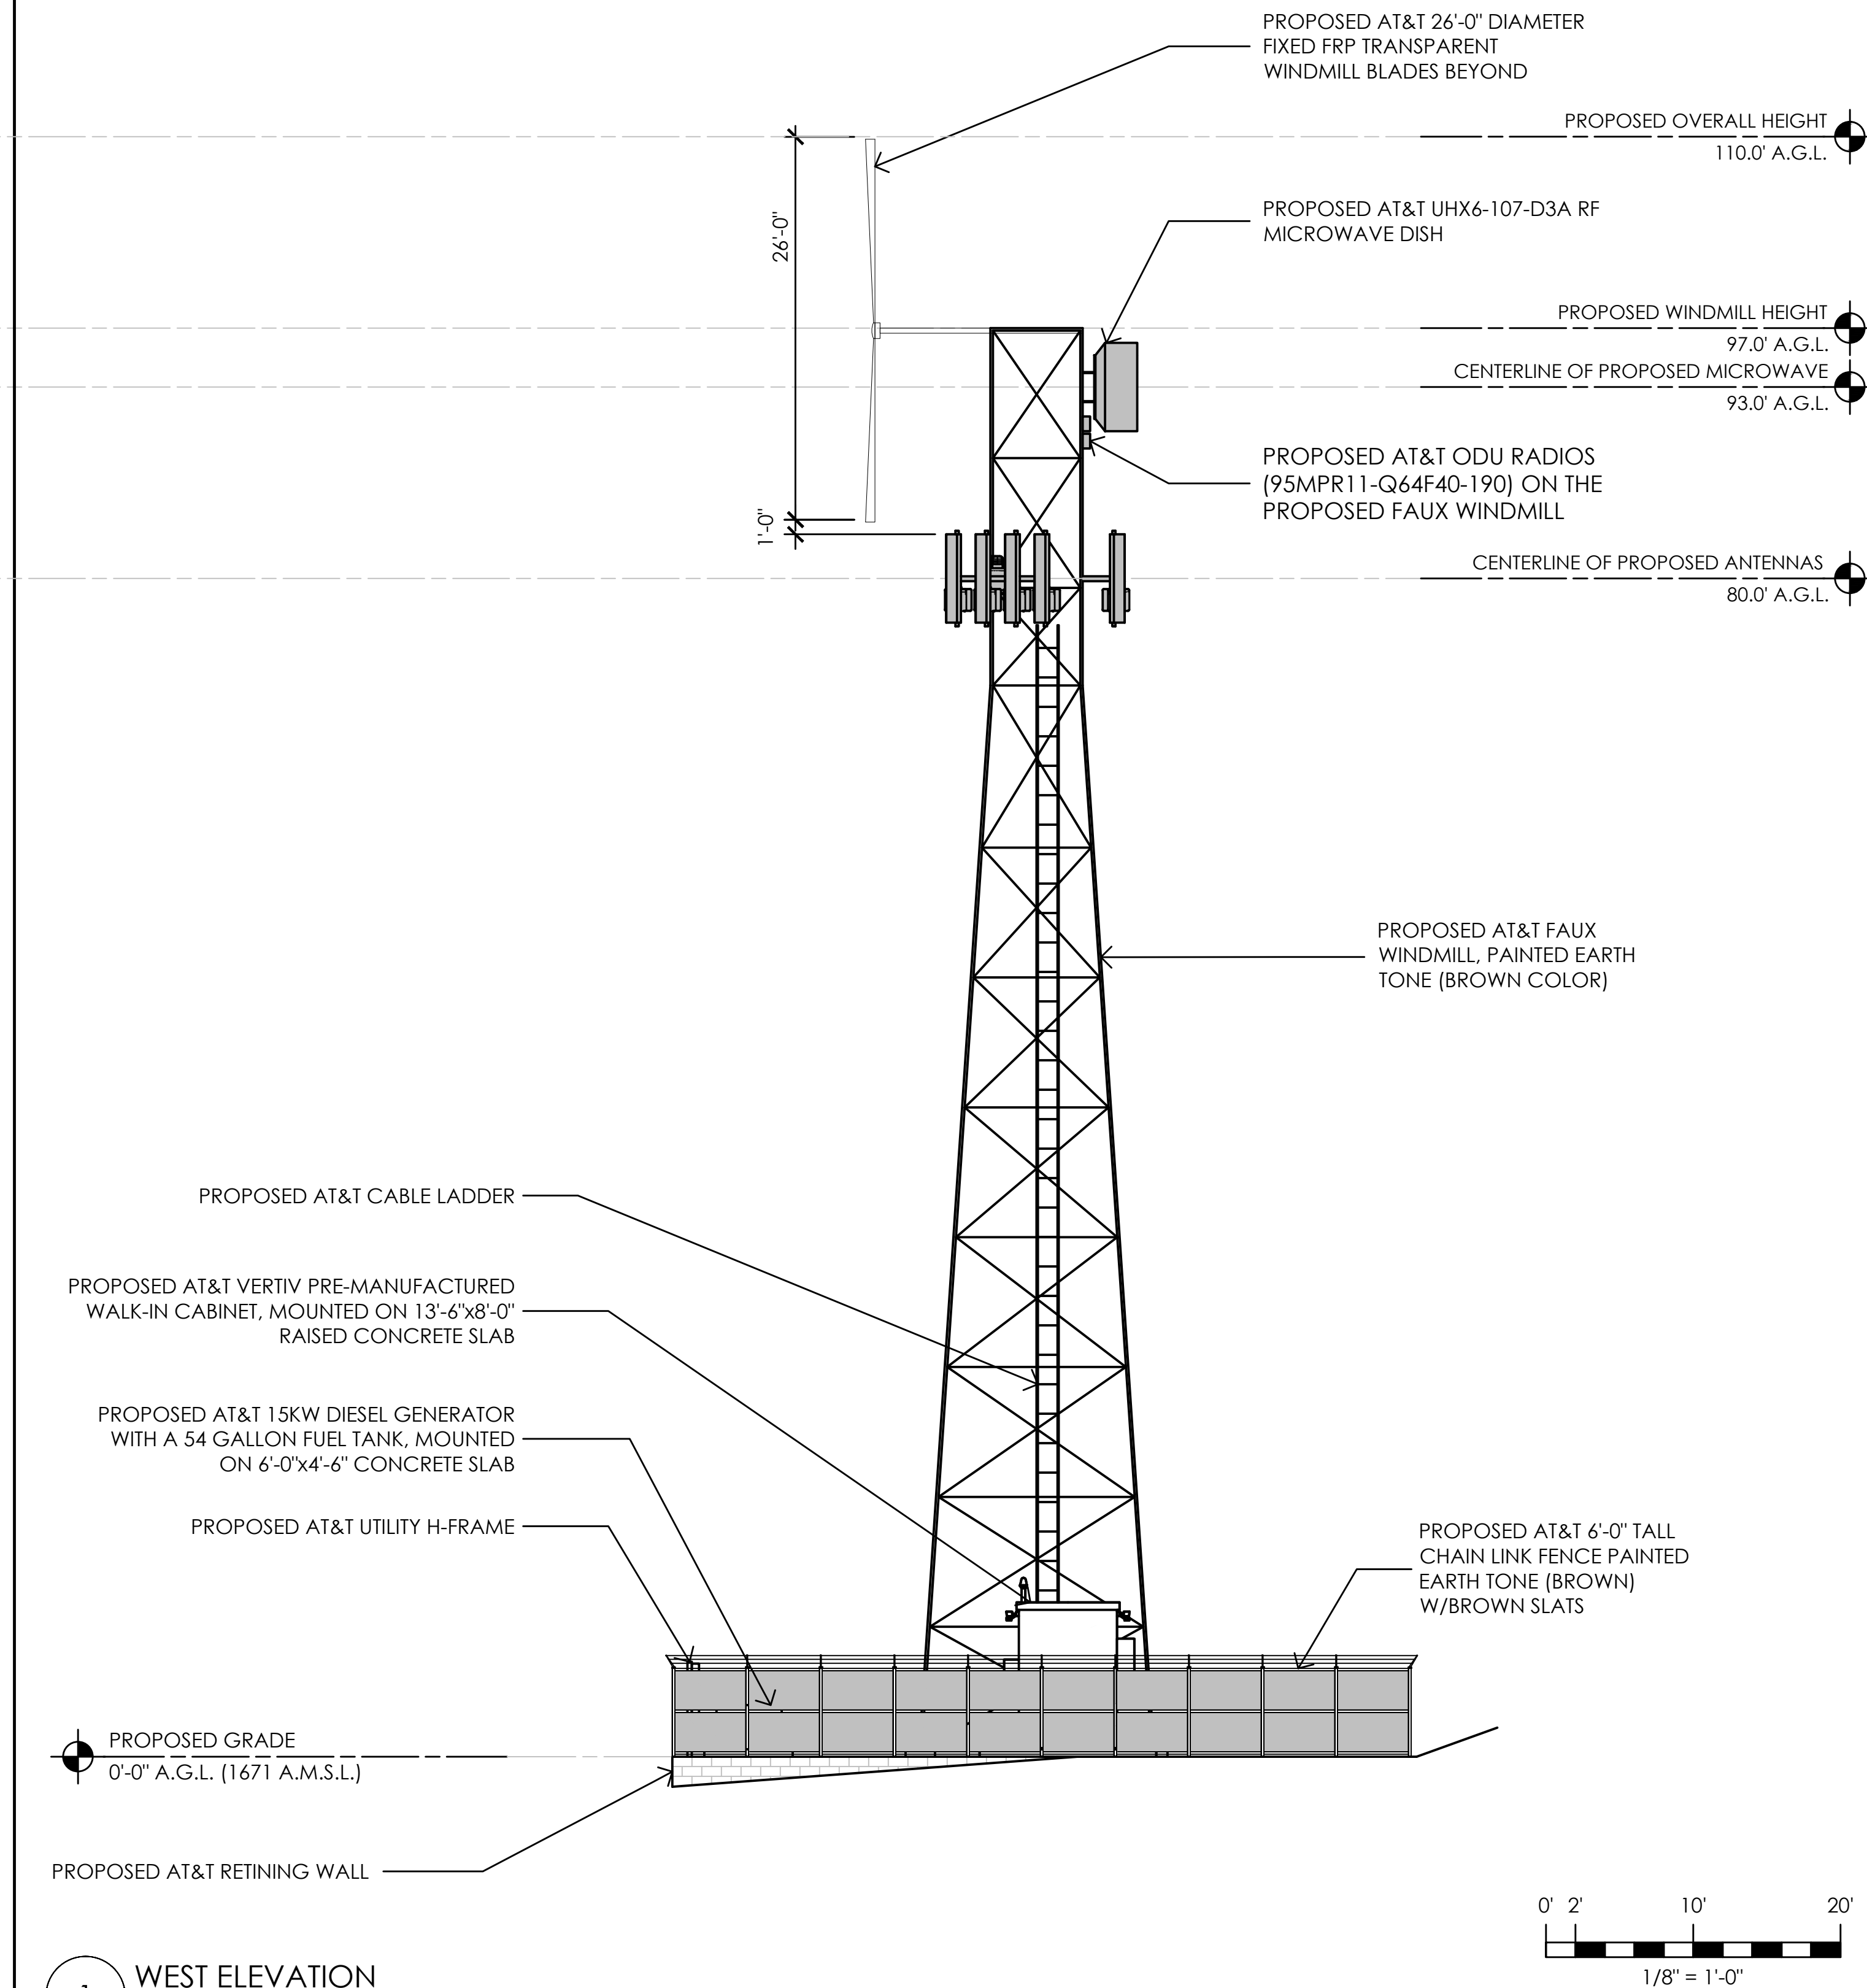 PROPOSED AT&T 26'-0" DIAMETER
FIXED FRP TRANSPARENT
WINDMILL BLADES BEYOND
PROPOSED OVERALL HEIGHT
110.0' A.G.L.
26'-0"
PROPOSED AT&T UHX6-107-D3A RF
MICROWAVE DISH
PROPOSED WINDMILL HEIGHT
97.0' A.G.L.
CENTERLINE OF PROPOSED MICROWAVE
93.0' A.G.L.
PROPOSED AT&T ODU RADIOS
(95MPR11-Q64F40-190) ON THE
PROPOSED FAUX WINDMILL
1'-0"
CENTERLINE OF PROPOSED ANTENNAS
80.0' A.G.L.
PROPOSED AT&T FAUX
WINDMILL, PAINTED EARTH
TONE (BROWN COLOR)
PROPOSED AT&T CABLE LADDER
PROPOSED AT&T VERTIV PRE-MANUFACTURED
WALK-IN CABINET, MOUNTED ON 13'-6"x8'-0"
RAISED CONCRETE SLAB
PROPOSED AT&T 15KW DIESEL GENERATOR
WITH A 54 GALLON FUEL TANK, MOUNTED
ON 6'-0"x4'-6" CONCRETE SLAB
PROPOSED AT&T UTILITY H-FRAME
PROPOSED AT&T 6'-0" TALL
CHAIN LINK FENCE PAINTED
EARTH TONE (BROWN)
W/BROWN SLATS
PROPOSED GRADE
0'-0" A.G.L. (1671 A.M.S.L.)
PROPOSED AT&T RETINING WALL
0' 2' 10' 20'
1/8" = 1'-0"
WEST ELEVATION